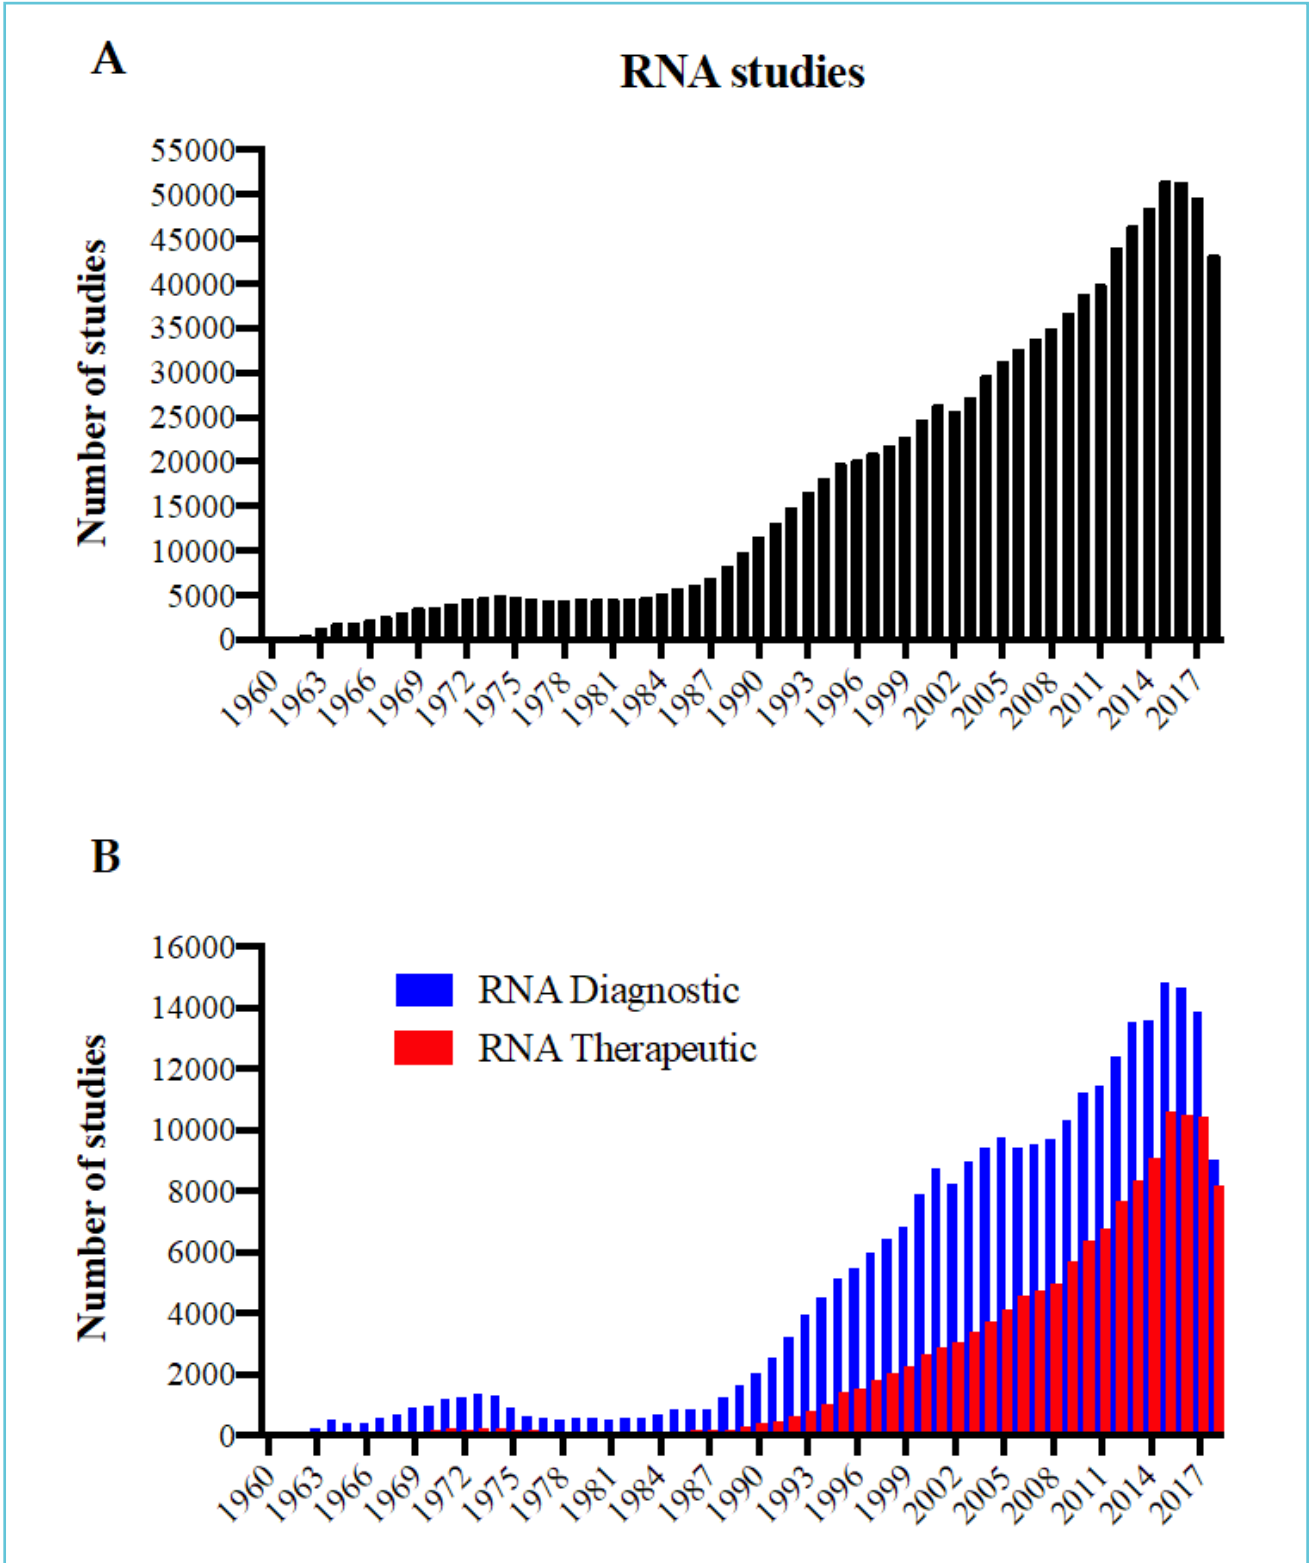 A
RNA studies
Number of studies
55000
50000
45000
40000
35000
30000
25000
20000
15000
10000
5000
0
1960 1963 1966 1969 1972 1975 1978 1981 1984 1987 1990 1993 1996 1999 2002 2005 2008 2011 2014 2017
B
Number of studies
16000
14000
12000
10000
8000
6000
4000
2000
0
RNA Diagnostic
RNA Therapeutic
1960 1963 1966 1969 1972 1975 1978 1981 1984 1987 1990 1993 1996 1999 2002 2005 2008 2011 2014 2017